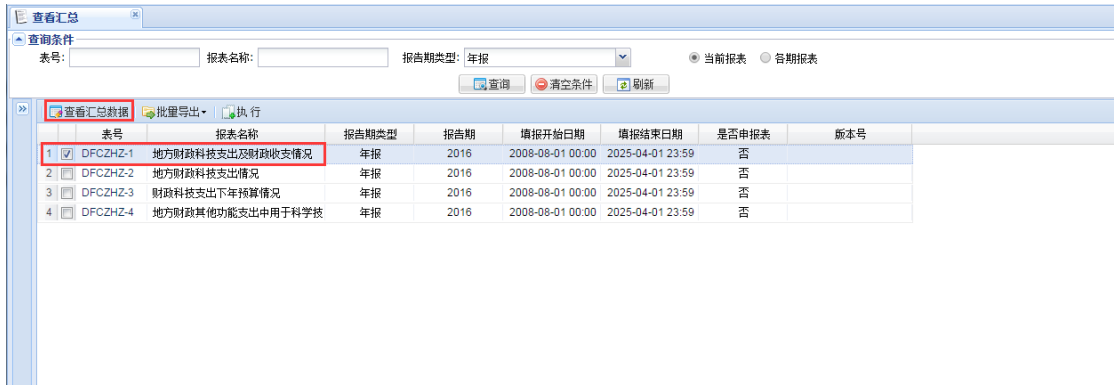 查看汇总
查询条件
表号: 报表名称: 报告期类型: 年报 当前报表 各期报表
查询 清空条件 刷新
查看汇总数据 批量导出 执行
表号 报表名称 报告期类型 报告期 填报开始日期 填报结束日期 是否申报表 版本号
1 DFCZHZ-1 地方财政科技支出及财政收支情况 年报 2016 2008-08-01 00:00 2025-04-01 23:59 否
2 DFCZHZ-2 地方财政科技支出情况 年报 2016 2008-08-01 00:00 2025-04-01 23:59 否
3 DFCZHZ-3 财政科技支出下年预算情况 年报 2016 2008-08-01 00:00 2025-04-01 23:59 否
4 DFCZHZ-4 地方财政其他功能支出中用于科学技 年报 2016 2008-08-01 00:00 2025-04-01 23:59 否